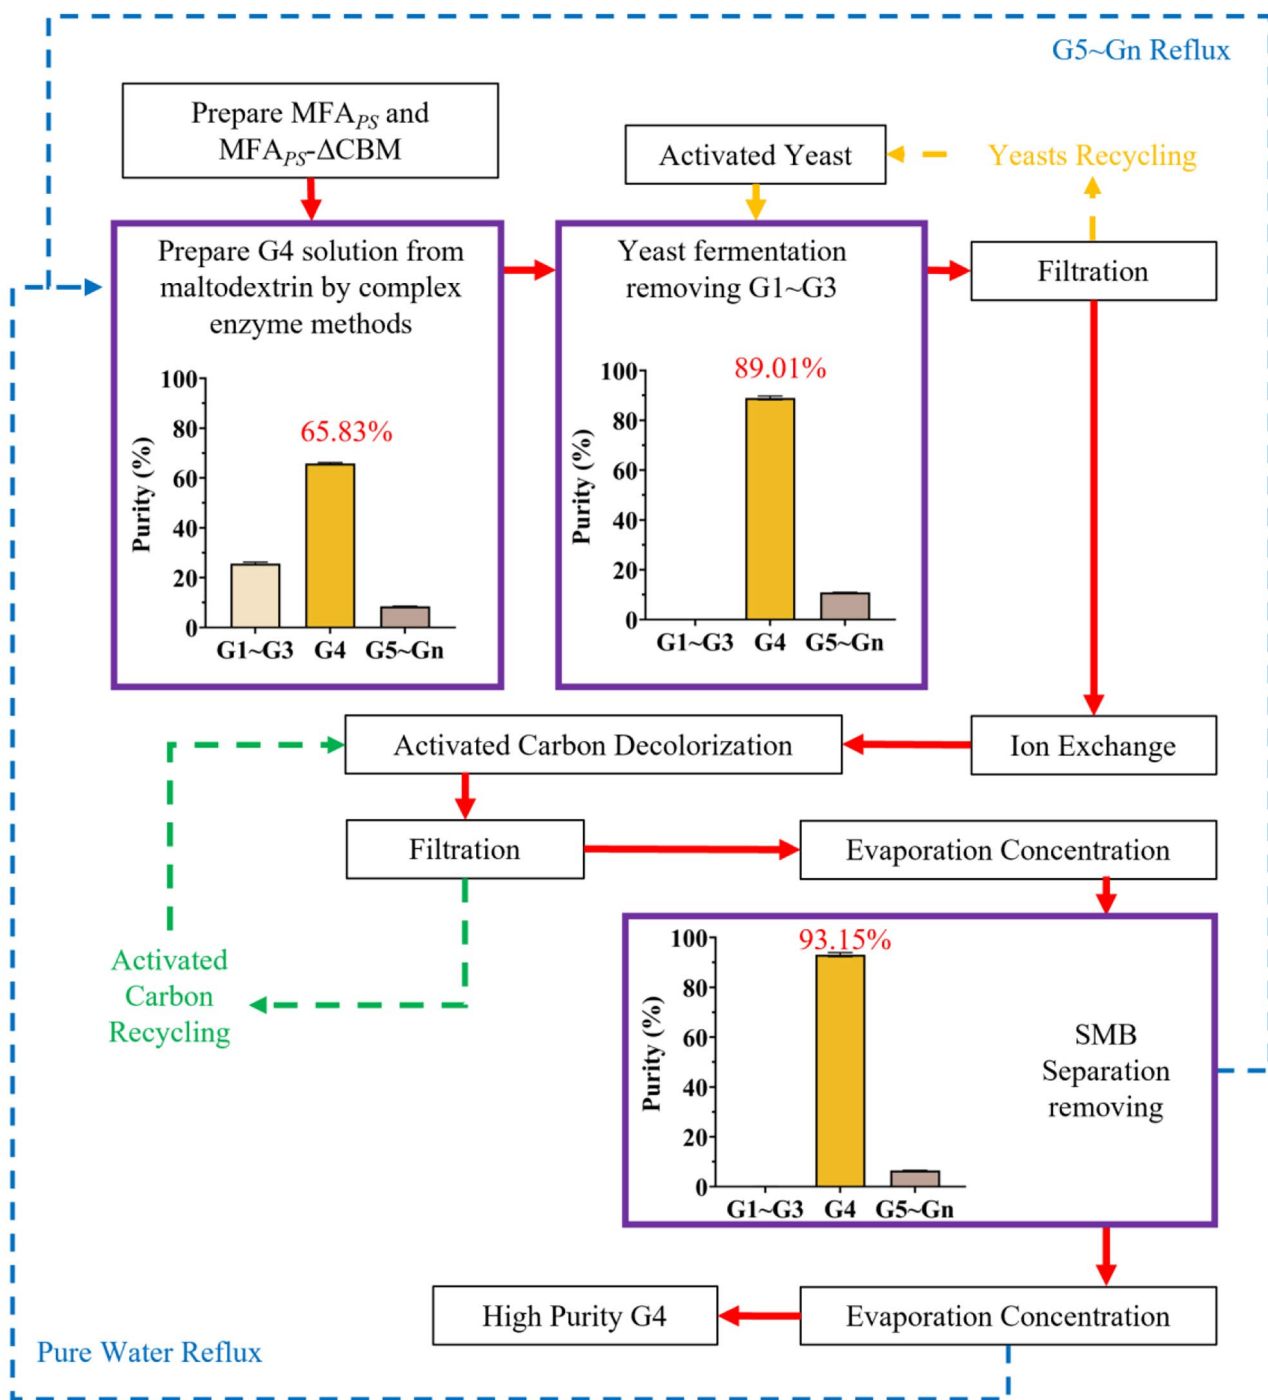 G5~Gn Reflux
Prepare MFAPS and
MFAPS-ΔCBM
Activated Yeast
Yeasts Recycling
Prepare G4 solution from
maltodextrin by complex
enzyme methods
Purity (%)
100
80
60
40
20
0
65.83%
G1~G3 G4 G5~Gn
Yeast fermentation
removing G1~G3
Purity (%)
100
80
60
40
20
0
89.01%
G1~G3 G4 G5~Gn
Filtration
Activated Carbon Decolorization
Ion Exchange
Filtration
Evaporation Concentration
Activated
Carbon
Recycling
Purity (%)
100
80
60
40
20
0
93.15%
G1~G3 G4 G5~Gn
SMB
Separation
removing
High Purity G4
Evaporation Concentration
Pure Water Reflux